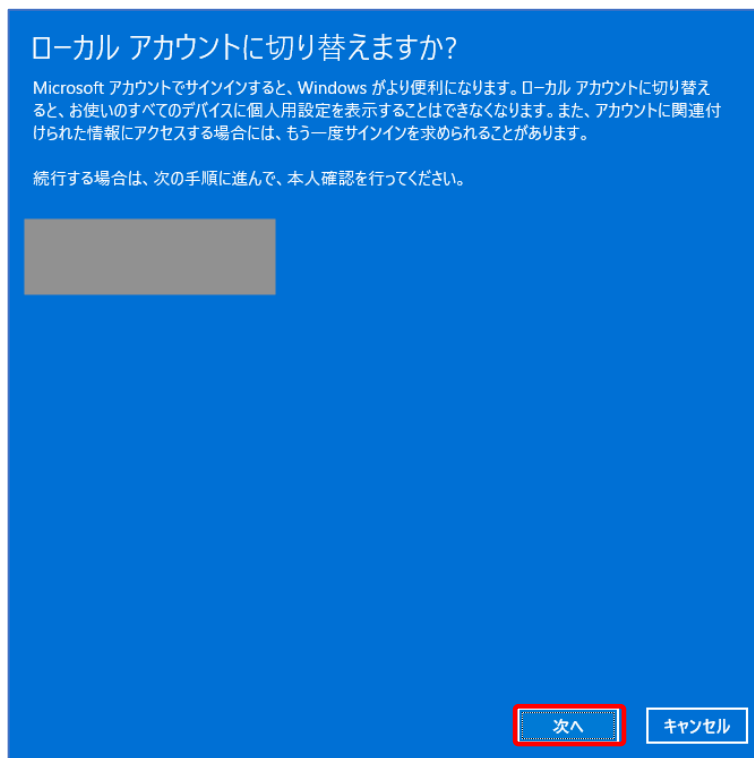 ローカル アカウントに切り替えますか?
Microsoft アカウントでサインインすると、Windows がより便利になります。ローカル アカウントに切り替え
ると、お使いのすべてのデバイスに個人用設定を表示することはできなくなります。また、アカウントに関連付
けられた情報にアクセスする場合には、もう一度サインインを求められることがあります。
続行する場合は、次の手順に進んで、本人確認を行ってください。
次へ
キャンセル